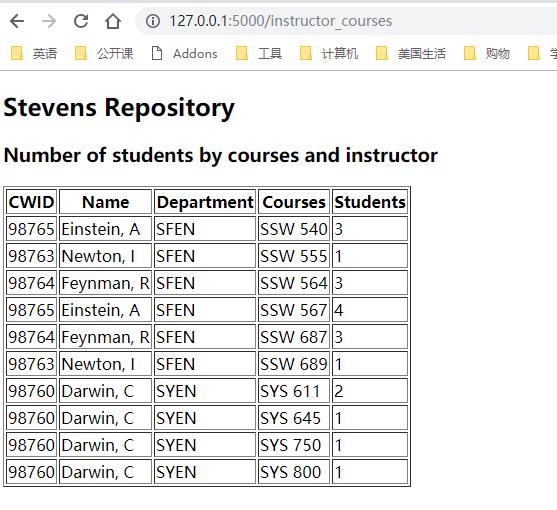 127.0.0.1:5000/instructor_courses
英语 公开课 Addons 工具 计算机 美国生活 购物
Stevens Repository
Number of students by courses and instructor
CWID Name Department Courses Students
98765 Einstein, A SFEN SSW 540 3
98763 Newton, I SFEN SSW 555 1
98764 Feynman, R SFEN SSW 564 3
98765 Einstein, A SFEN SSW 567 4
98764 Feynman, R SFEN SSW 687 3
98763 Newton, I SFEN SSW 689 1
98760 Darwin, C SYEN SYS 611 2
98760 Darwin, C SYEN SYS 645 1
98760 Darwin, C SYEN SYS 750 1
98760 Darwin, C SYEN SYS 800 1